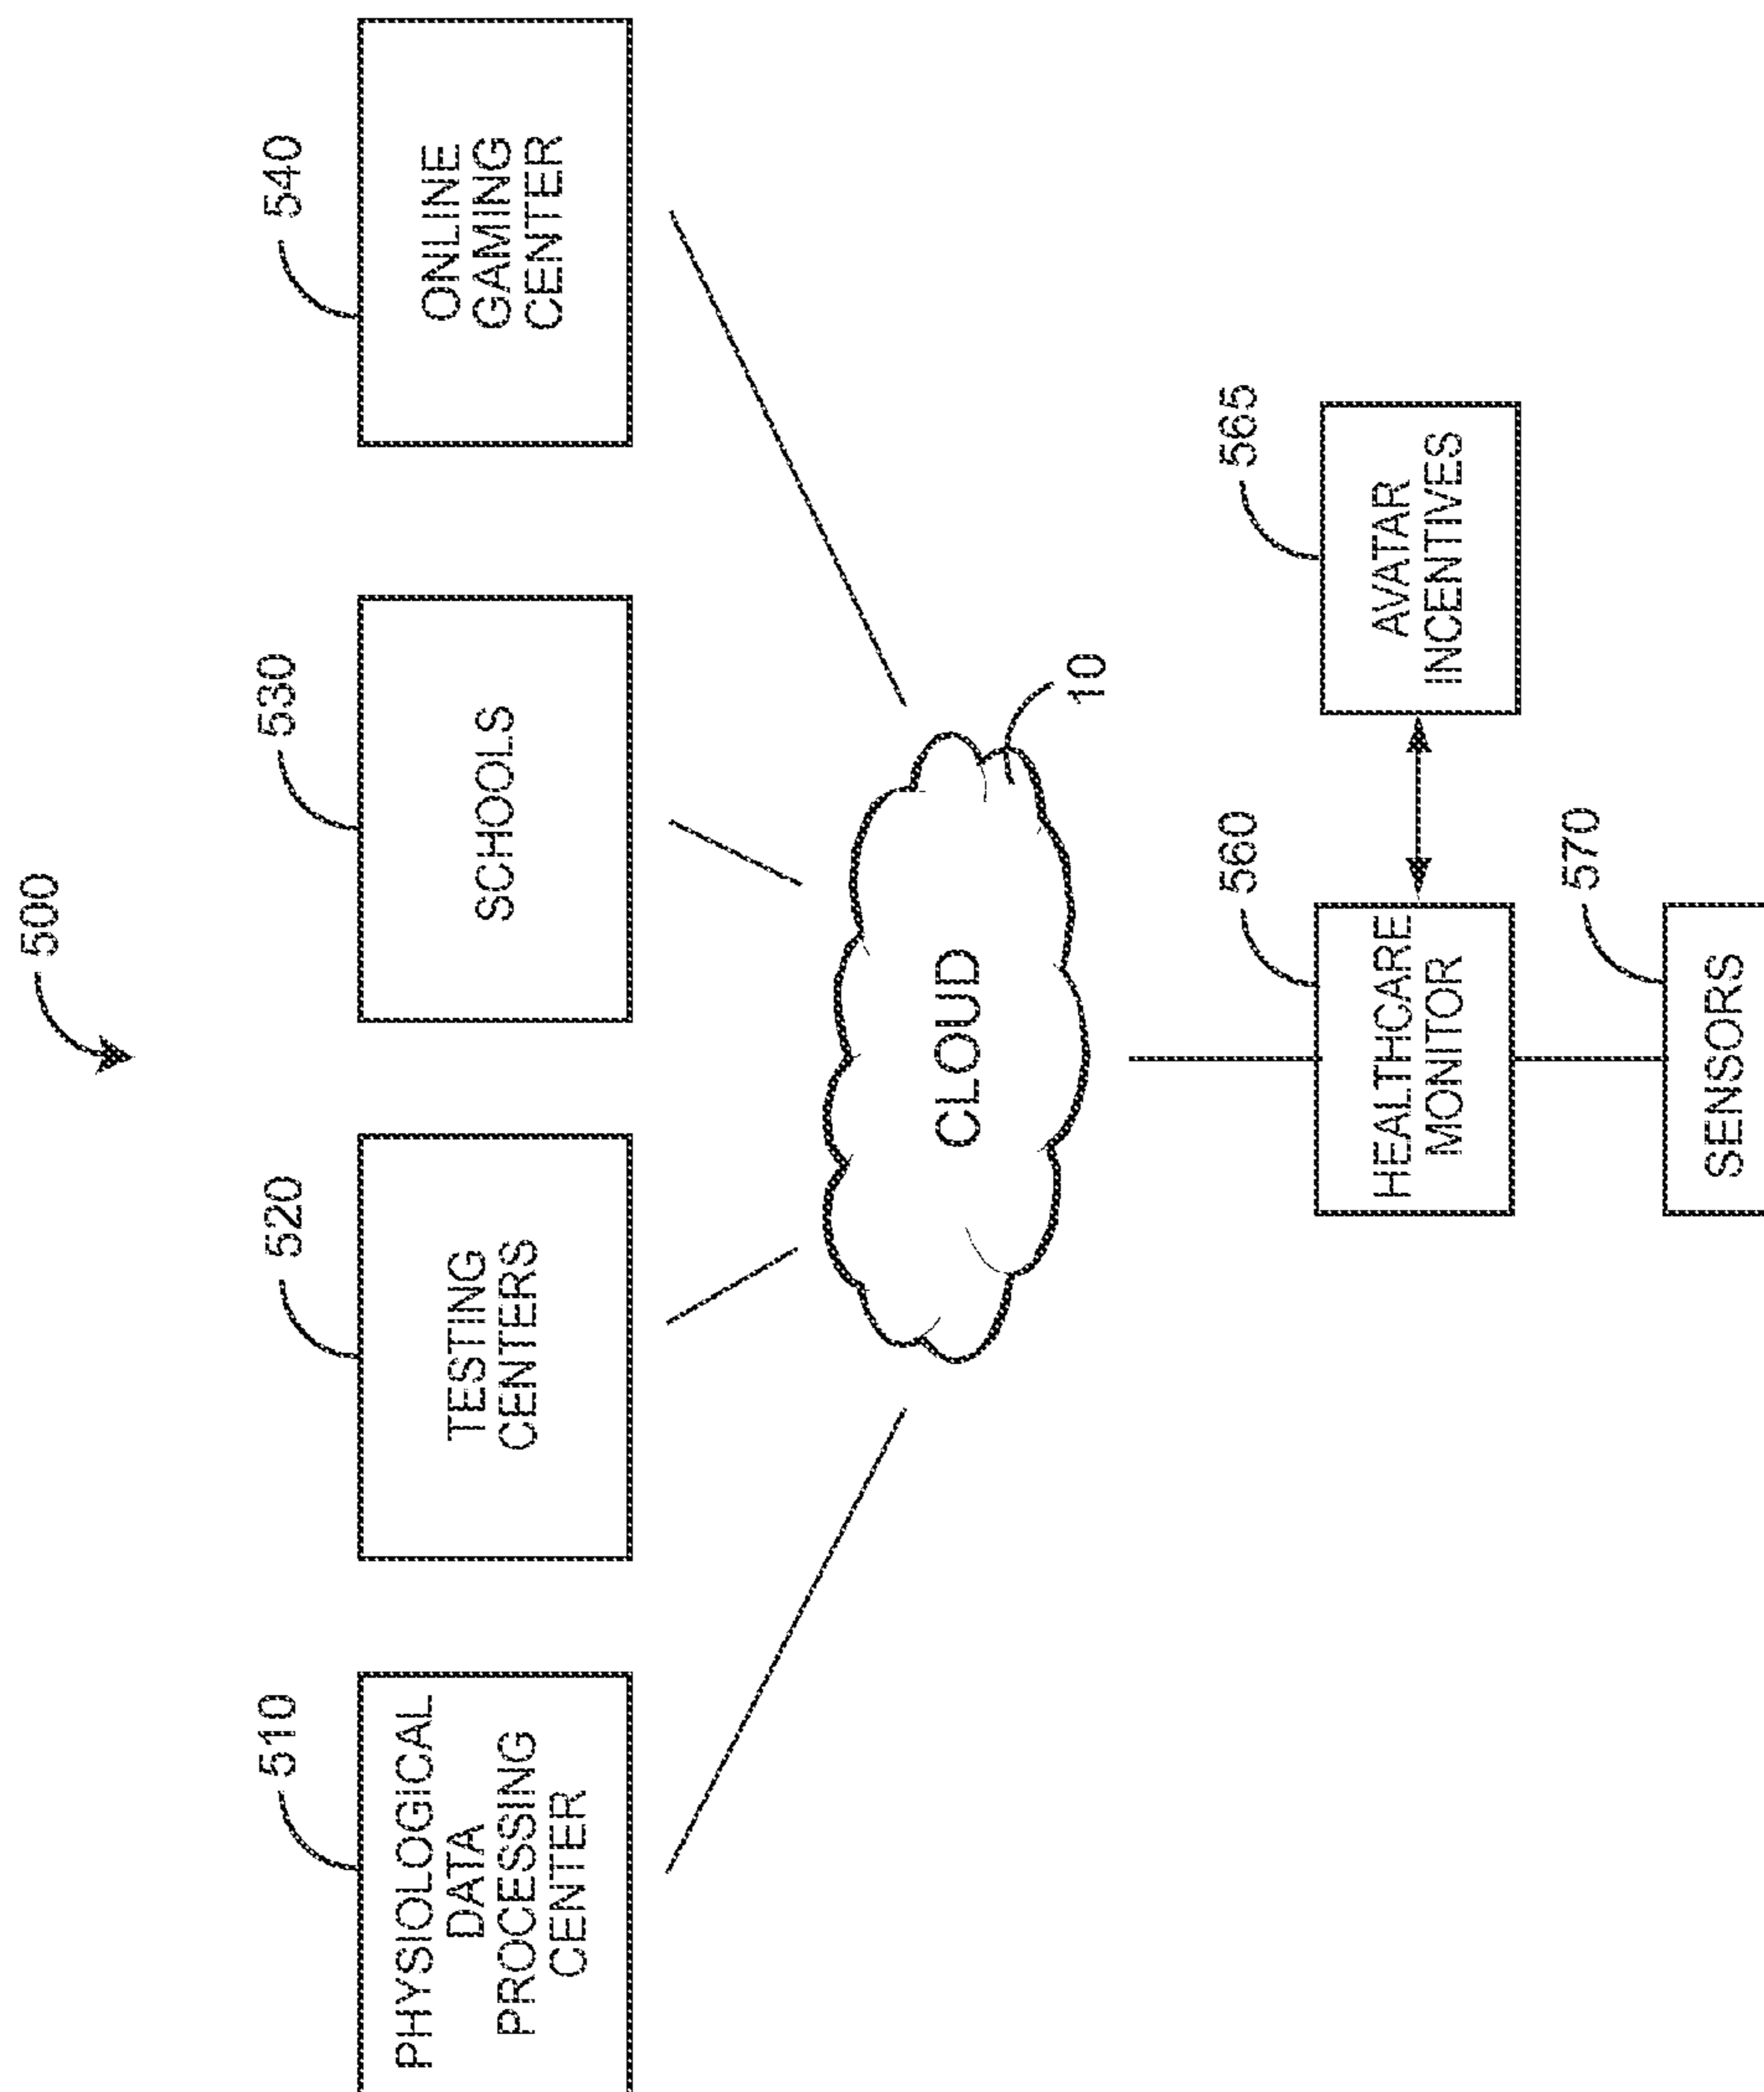 500
510
PHYSIOLOGICAL
DATA
PROCESSING
CENTER
520
TESTING
CENTERS
530
SCHOOLS
540
ONLINE
GAMING
CENTER
CLOUD
10
560
HEALTHCARE
MONITOR
565
AVATAR
INCENTIVES
570
SENSORS